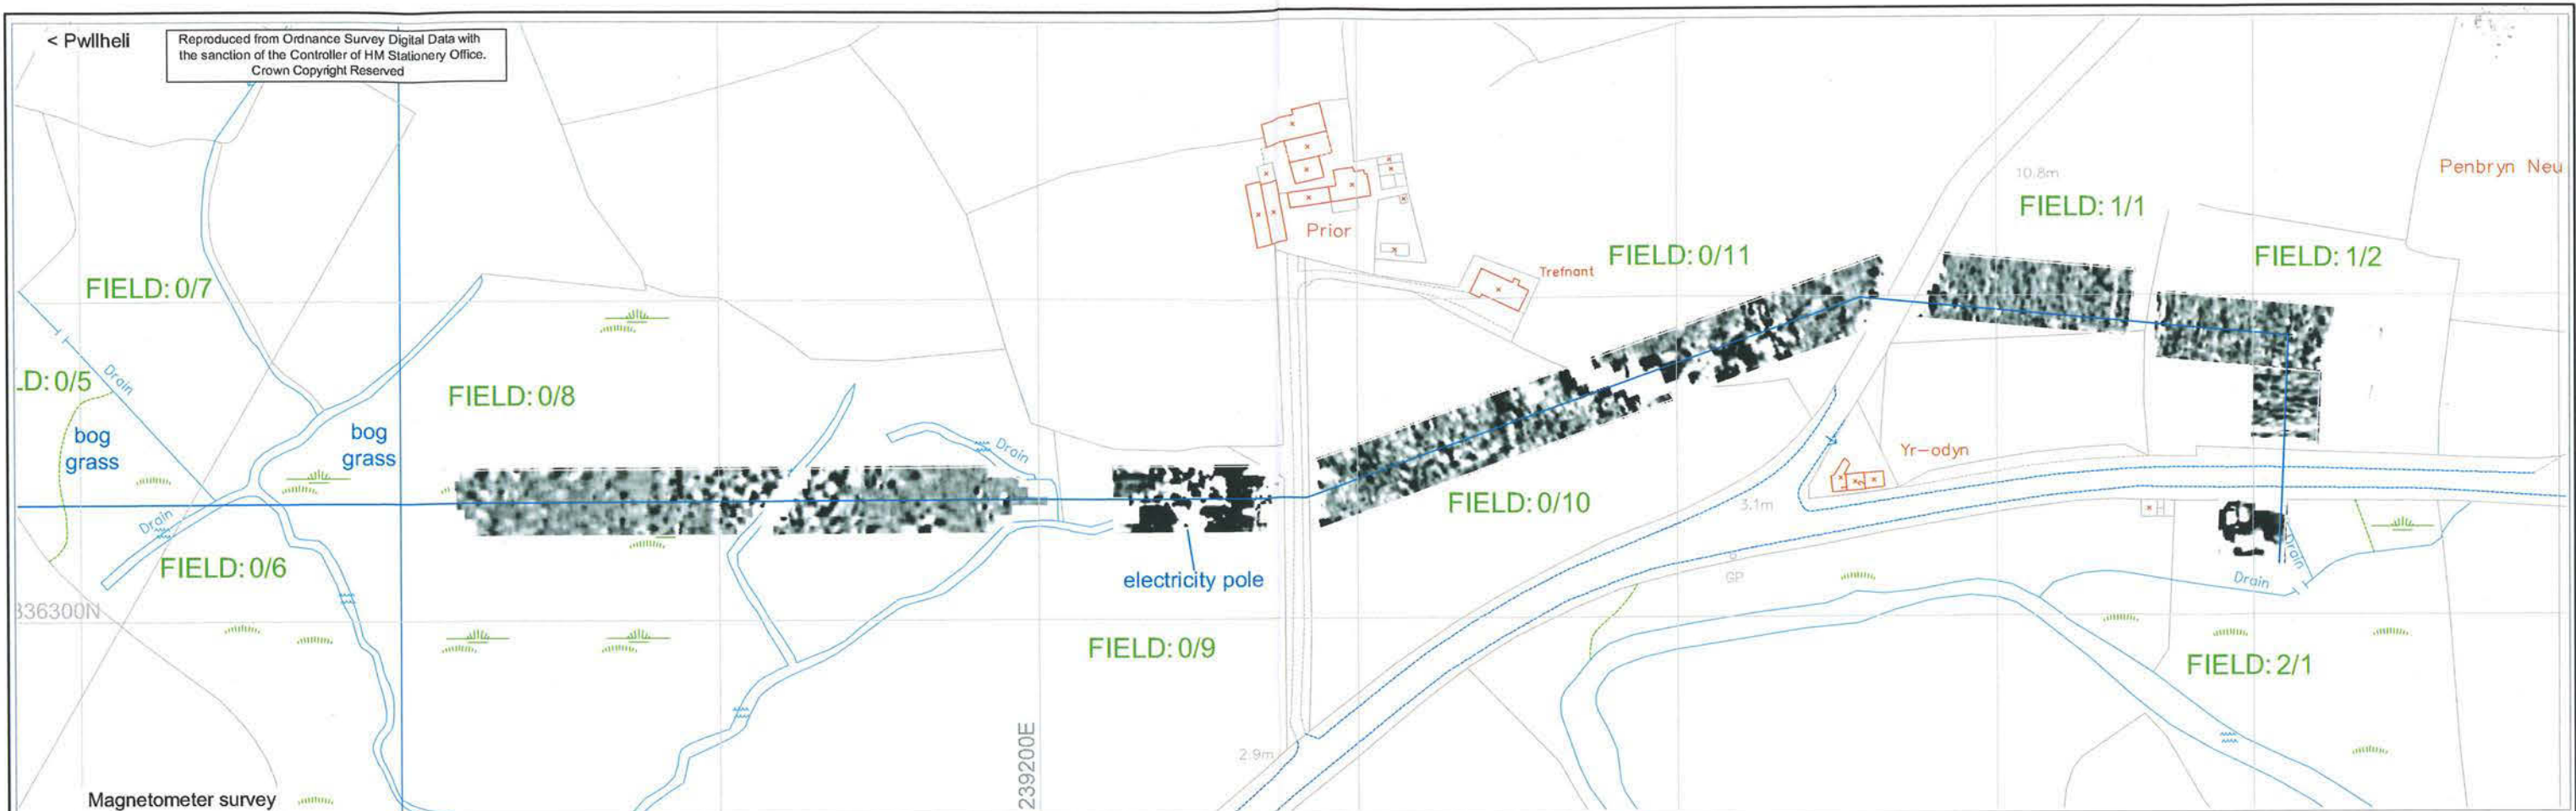 < Pwllheli
Reproduced from Ordnance Survey Digital Data with
the sanction of the Controller of HM Stationery Office.
Crown Copyright Reserved
10.8m
Penbryn Neu
FIELD: 1/1
Prior
FIELD: 0/11
FIELD: 1/2
Trefnant
FIELD: 0/7
Drain
LD: 0/5
FIELD: 0/8
bog
grass
bog
grass
Drain
Yr-odyn
FIELD: 0/10
3.1m
Drain
FIELD: 0/6
electricity pole
Drain
GP
Drain
336300N
FIELD: 0/9
FIELD: 2/1
239200E
2.9m
Magnetometer survey